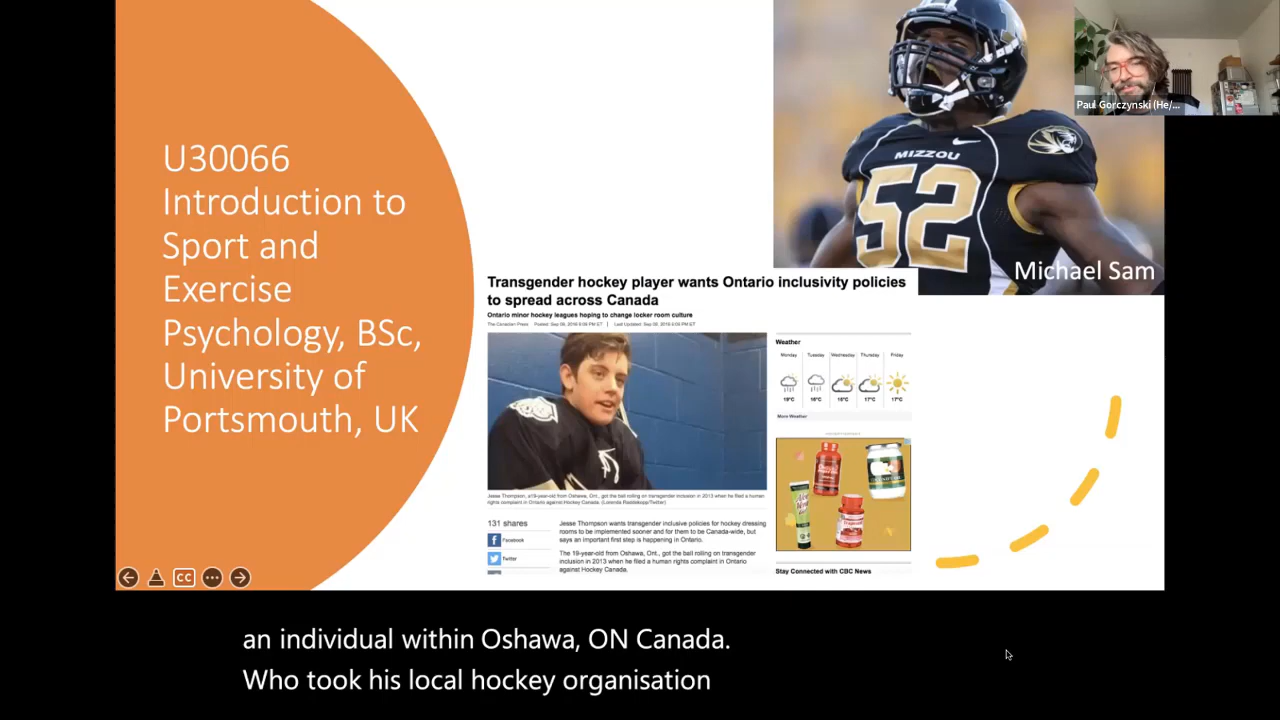 U30066
Introduction to
Sport and
Exercise
Psychology, BSc,
University of
Portsmouth, UK
MIZZOU
52
Michael Sam
Paul Gorczynski (He/...
Transgender hockey player wants Ontario inclusivity policies
to spread across Canada
Ontario minor hockey leagues hoping to change locker room culture
The Canadian Press Posted: Sep 08, 2016 6:08 PM ET | Last Updated: Sep 08, 2016 6:09 PM ET
Jesse Thompson, a19-year-old from Oshawa, Ont., got the ball rolling on transgender inclusion in 2013 when he filed a human
rights complaint in Ontario against Hockey Canada.
131 shares
Facebook
Twitter
Jesse Thompson wants transgender inclusive policies for hockey dressing
rooms to be implemented sooner and for them to be Canada-wide, but
says an important first step is happening in Ontario.
The 19-year-old from Oshawa, Ont., got the ball rolling on transgender
inclusion in 2013 when he filed a human rights complaint in Ontario
against Hockey Canada.
Weather
Monday Tuesday Wednesday Thursday Friday
19°C 16°C 16°C 17°C 17°C
More Weather
Stay Connected with CBC News
CC
an individual within Oshawa, ON Canada.
Who took his local hockey organisation